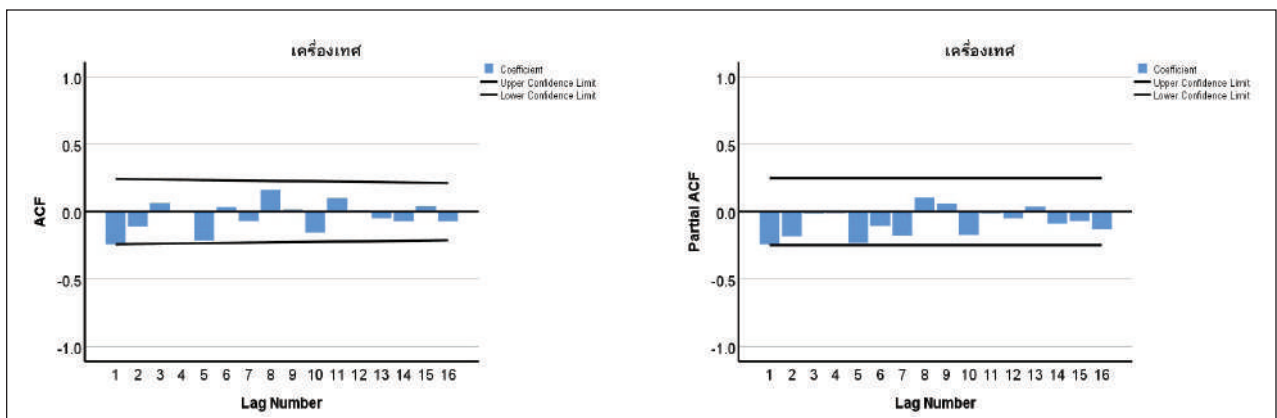 เครื่องเทศ
Coefficient
Upper Confidence Limit
Lower Confidence Limit
1.0
0.5
0.0
-0.5
-1.0
ACF
1 2 3 4 5 6 7 8 9 10 11 12 13 14 15 16
Lag Number
เครื่องเทศ
Coefficient
Upper Confidence Limit
Lower Confidence Limit
1.0
0.5
0.0
-0.5
-1.0
Partial ACF
1 2 3 4 5 6 7 8 9 10 11 12 13 14 15 16
Lag Number